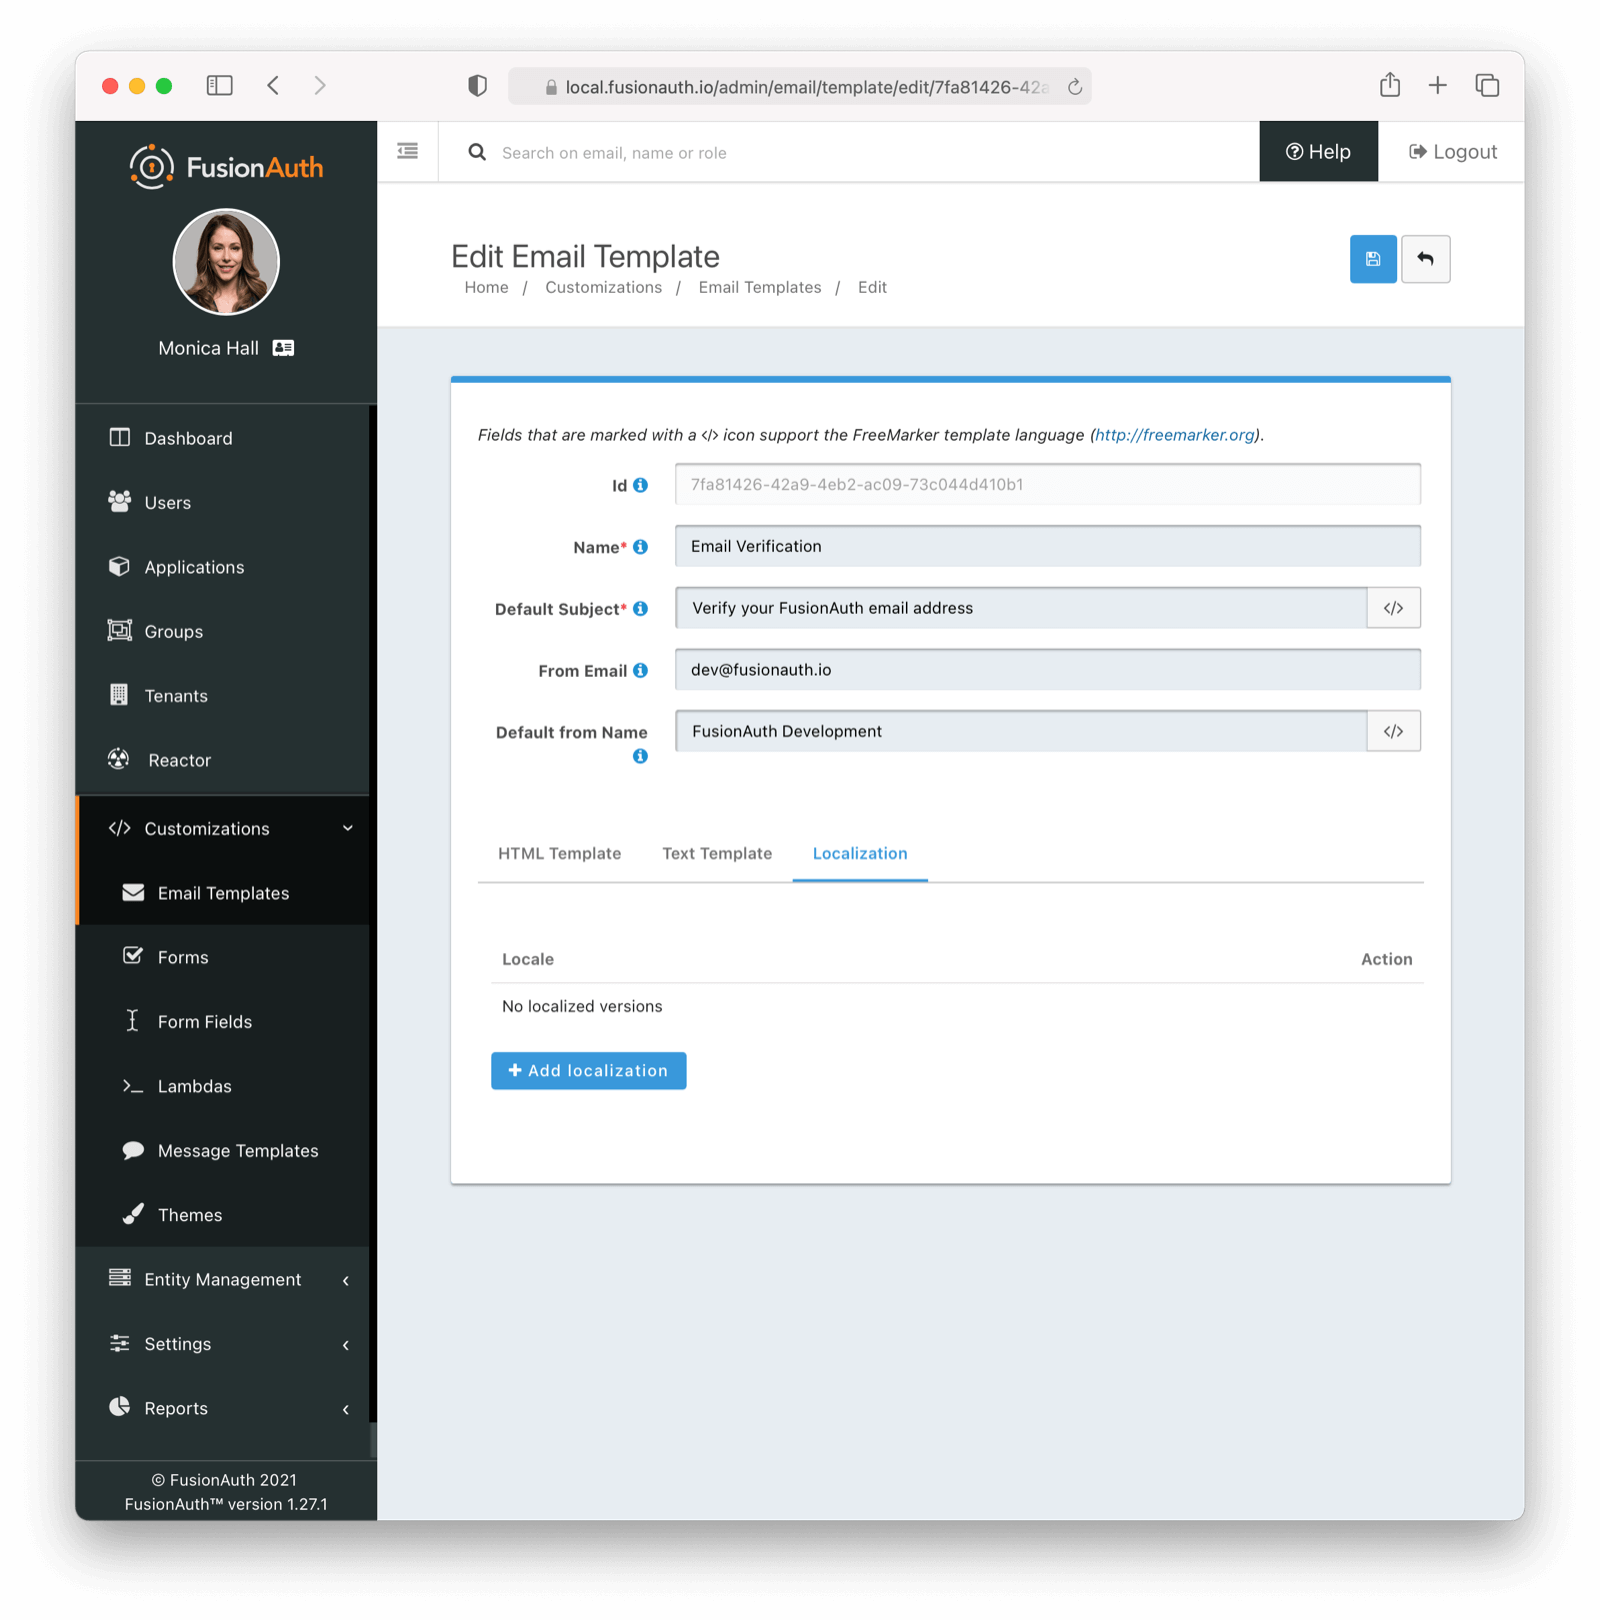 local.fusionauth.io/admin/email/template/edit/7fa81426-42a
FusionAuth
Search on email, name or role
Help
Logout
Monica Hall
Dashboard
Users
Applications
Groups
Tenants
Reactor
Customizations
Email Templates
Forms
Form Fields
Lambdas
Message Templates
Themes
Entity Management
Settings
Reports
© FusionAuth 2021
FusionAuth™ version 1.27.1
Edit Email Template
Home / Customizations / Email Templates / Edit
Fields that are marked with a </> icon support the FreeMarker template language (http://freemarker.org).
Id 7fa81426-42a9-4eb2-ac09-73c044d410b1
Name* Email Verification
Default Subject* Verify your FusionAuth email address </>
From Email dev@fusionauth.io
Default from Name FusionAuth Development </>
HTML Template Text Template Localization
Locale Action
No localized versions
Add localization